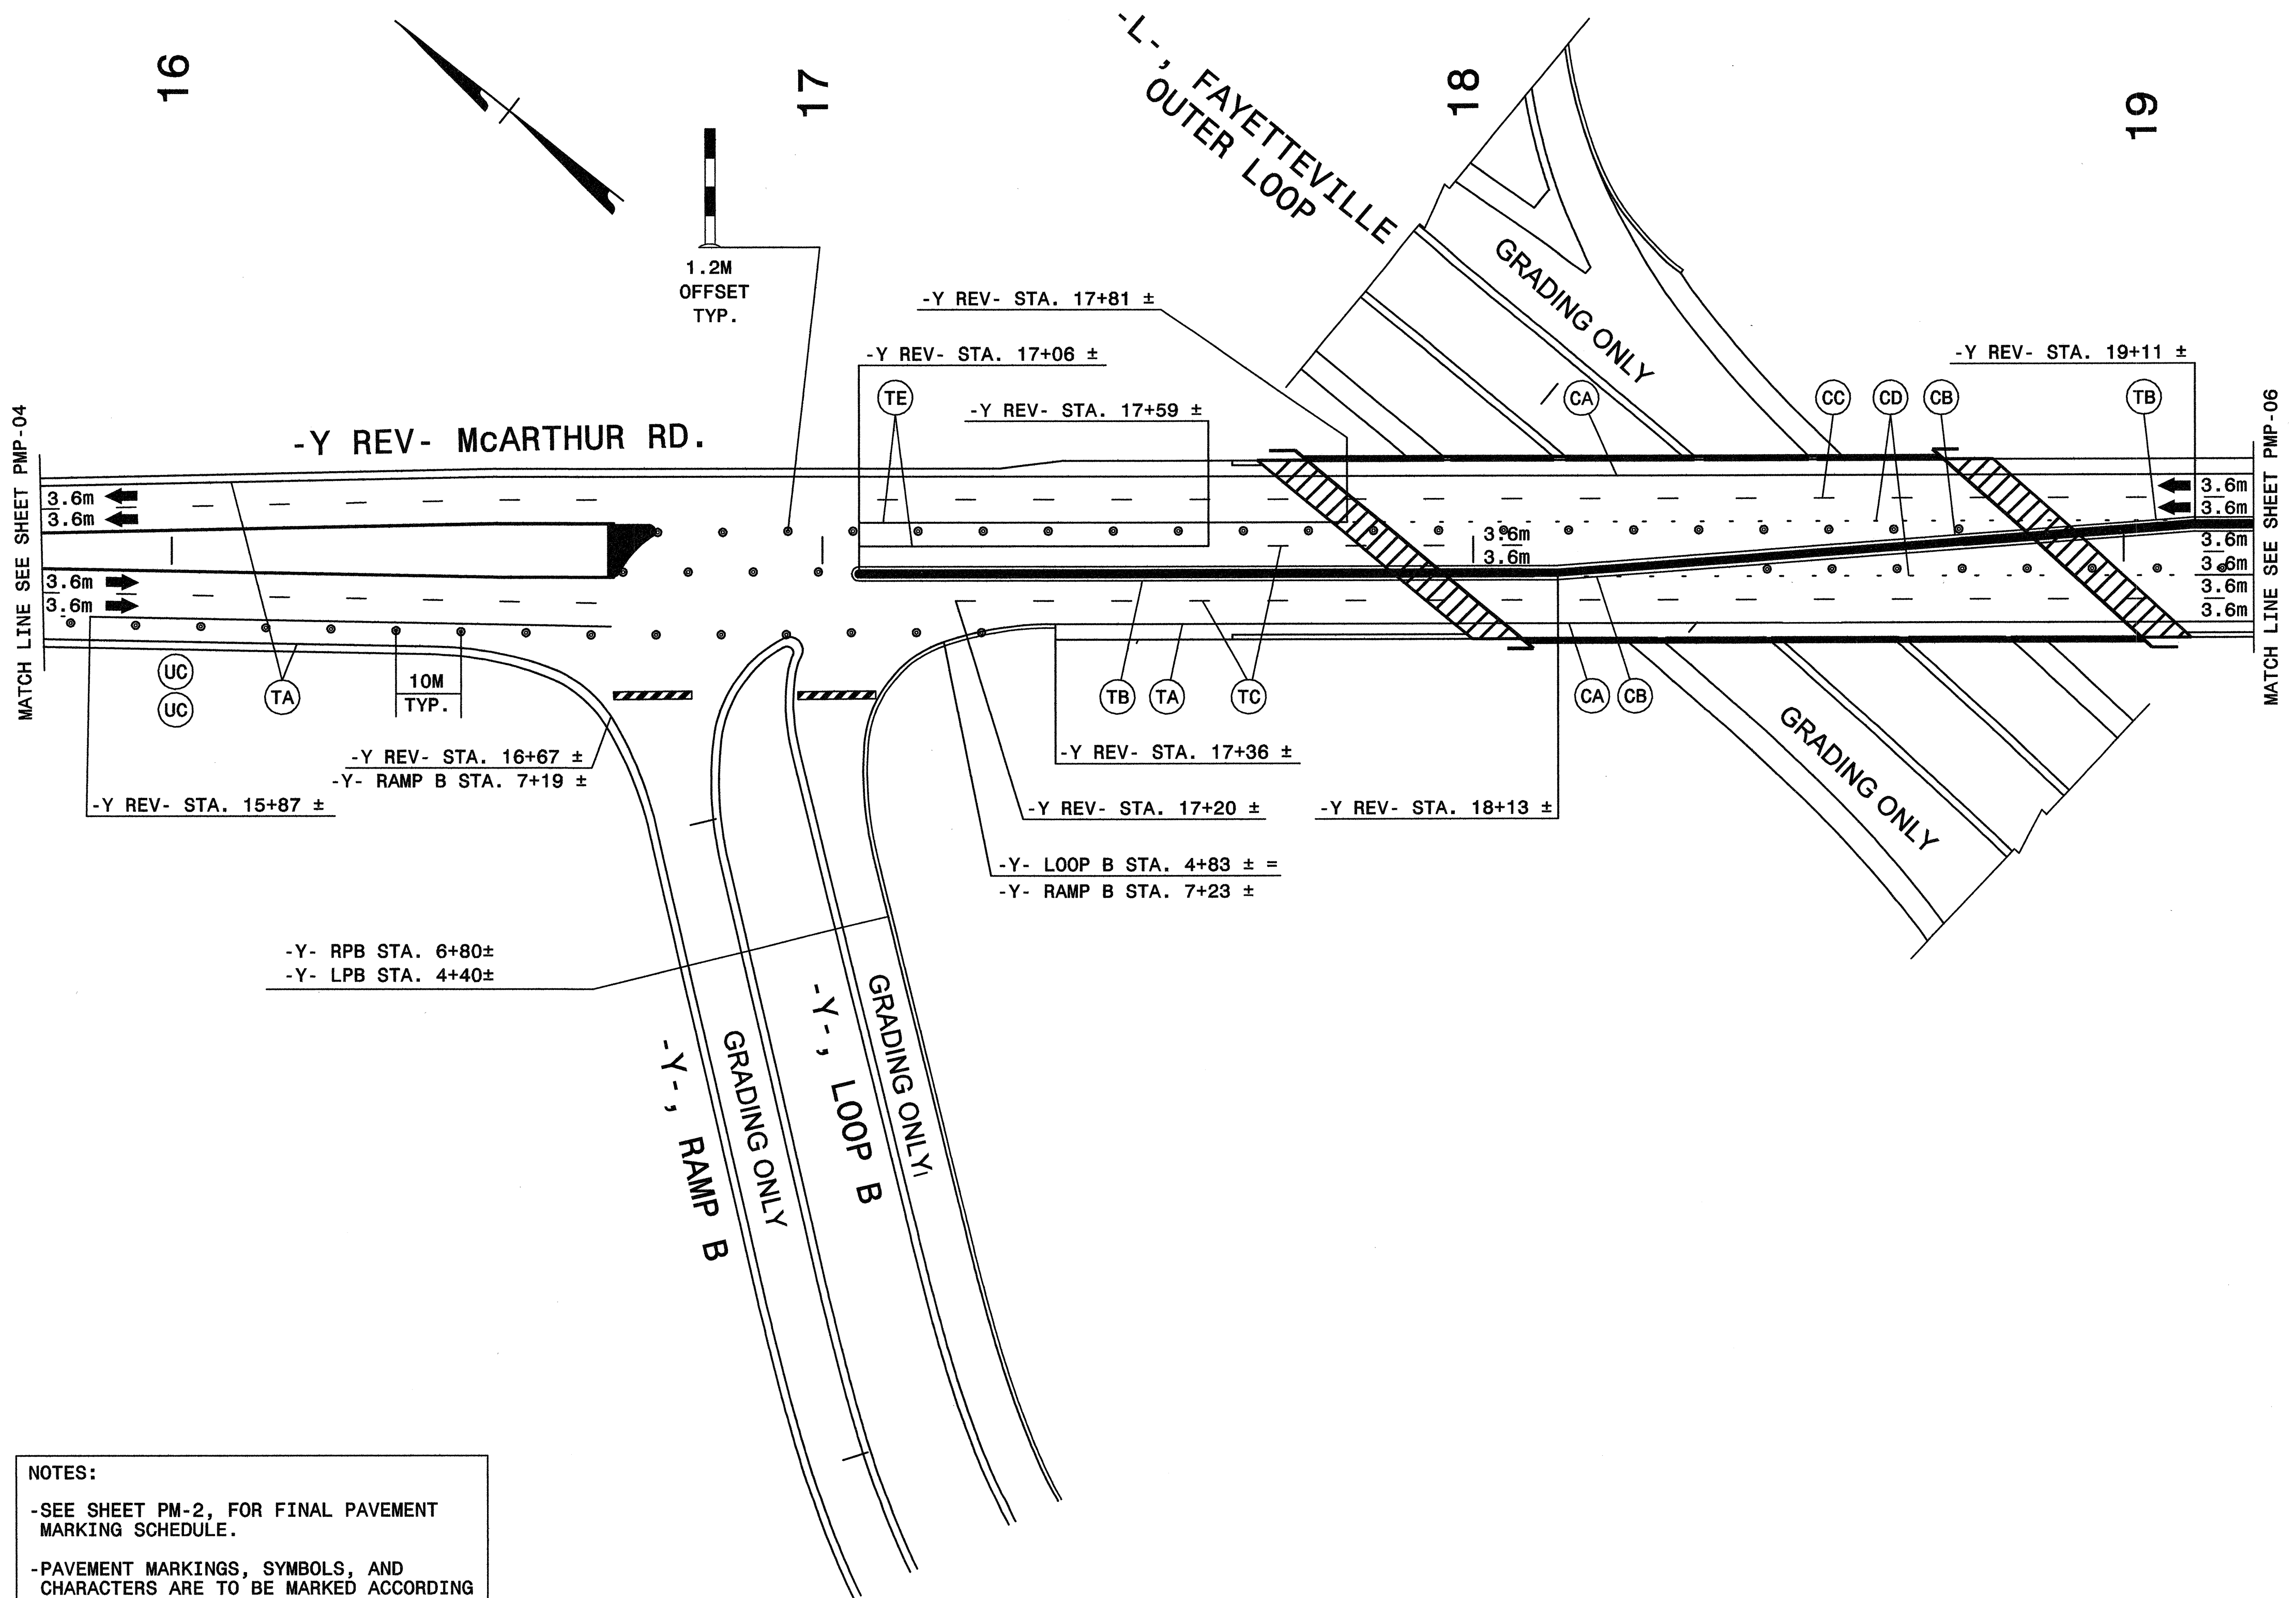 16
17
18
19
-L-, FAYETTEVILLE
OUTER LOOP
1.2M
OFFSET
TYP.
GRADING ONLY
-Y REV- STA. 17+81 ±
-Y REV- STA. 17+06 ±
-Y REV- STA. 17+59 ±
-Y REV- STA. 19+11 ±
TE
CA
CC
CD
CB
TB
-Y REV- McARTHUR RD.
MATCH LINE SEE SHEET PMP-04
MATCH LINE SEE SHEET PMP-06
3.6m
3.6m
3.6m
3.6m
3.6m
3.6m
3.6m
3.6m
3.6m
3.6m
3.6m
3.6m
UC
UC
TA
10M
TYP.
TB
TA
TC
CA
CB
-Y REV- STA. 16+67 ±
-Y- RAMP B STA. 7+19 ±
-Y REV- STA. 15+87 ±
-Y REV- STA. 17+36 ±
-Y REV- STA. 17+20 ±
-Y REV- STA. 18+13 ±
-Y- LOOP B STA. 4+83 ± =
-Y- RAMP B STA. 7+23 ±
GRADING ONLY
-Y- RPB STA. 6+80±
-Y- LPB STA. 4+40±
-Y-, RAMP B
GRADING ONLY
-Y-, LOOP B
GRADING ONLY
NOTES:
-SEE SHEET PM-2, FOR FINAL PAVEMENT
MARKING SCHEDULE.
-PAVEMENT MARKINGS, SYMBOLS, AND
CHARACTERS ARE TO BE MARKED ACCORDING